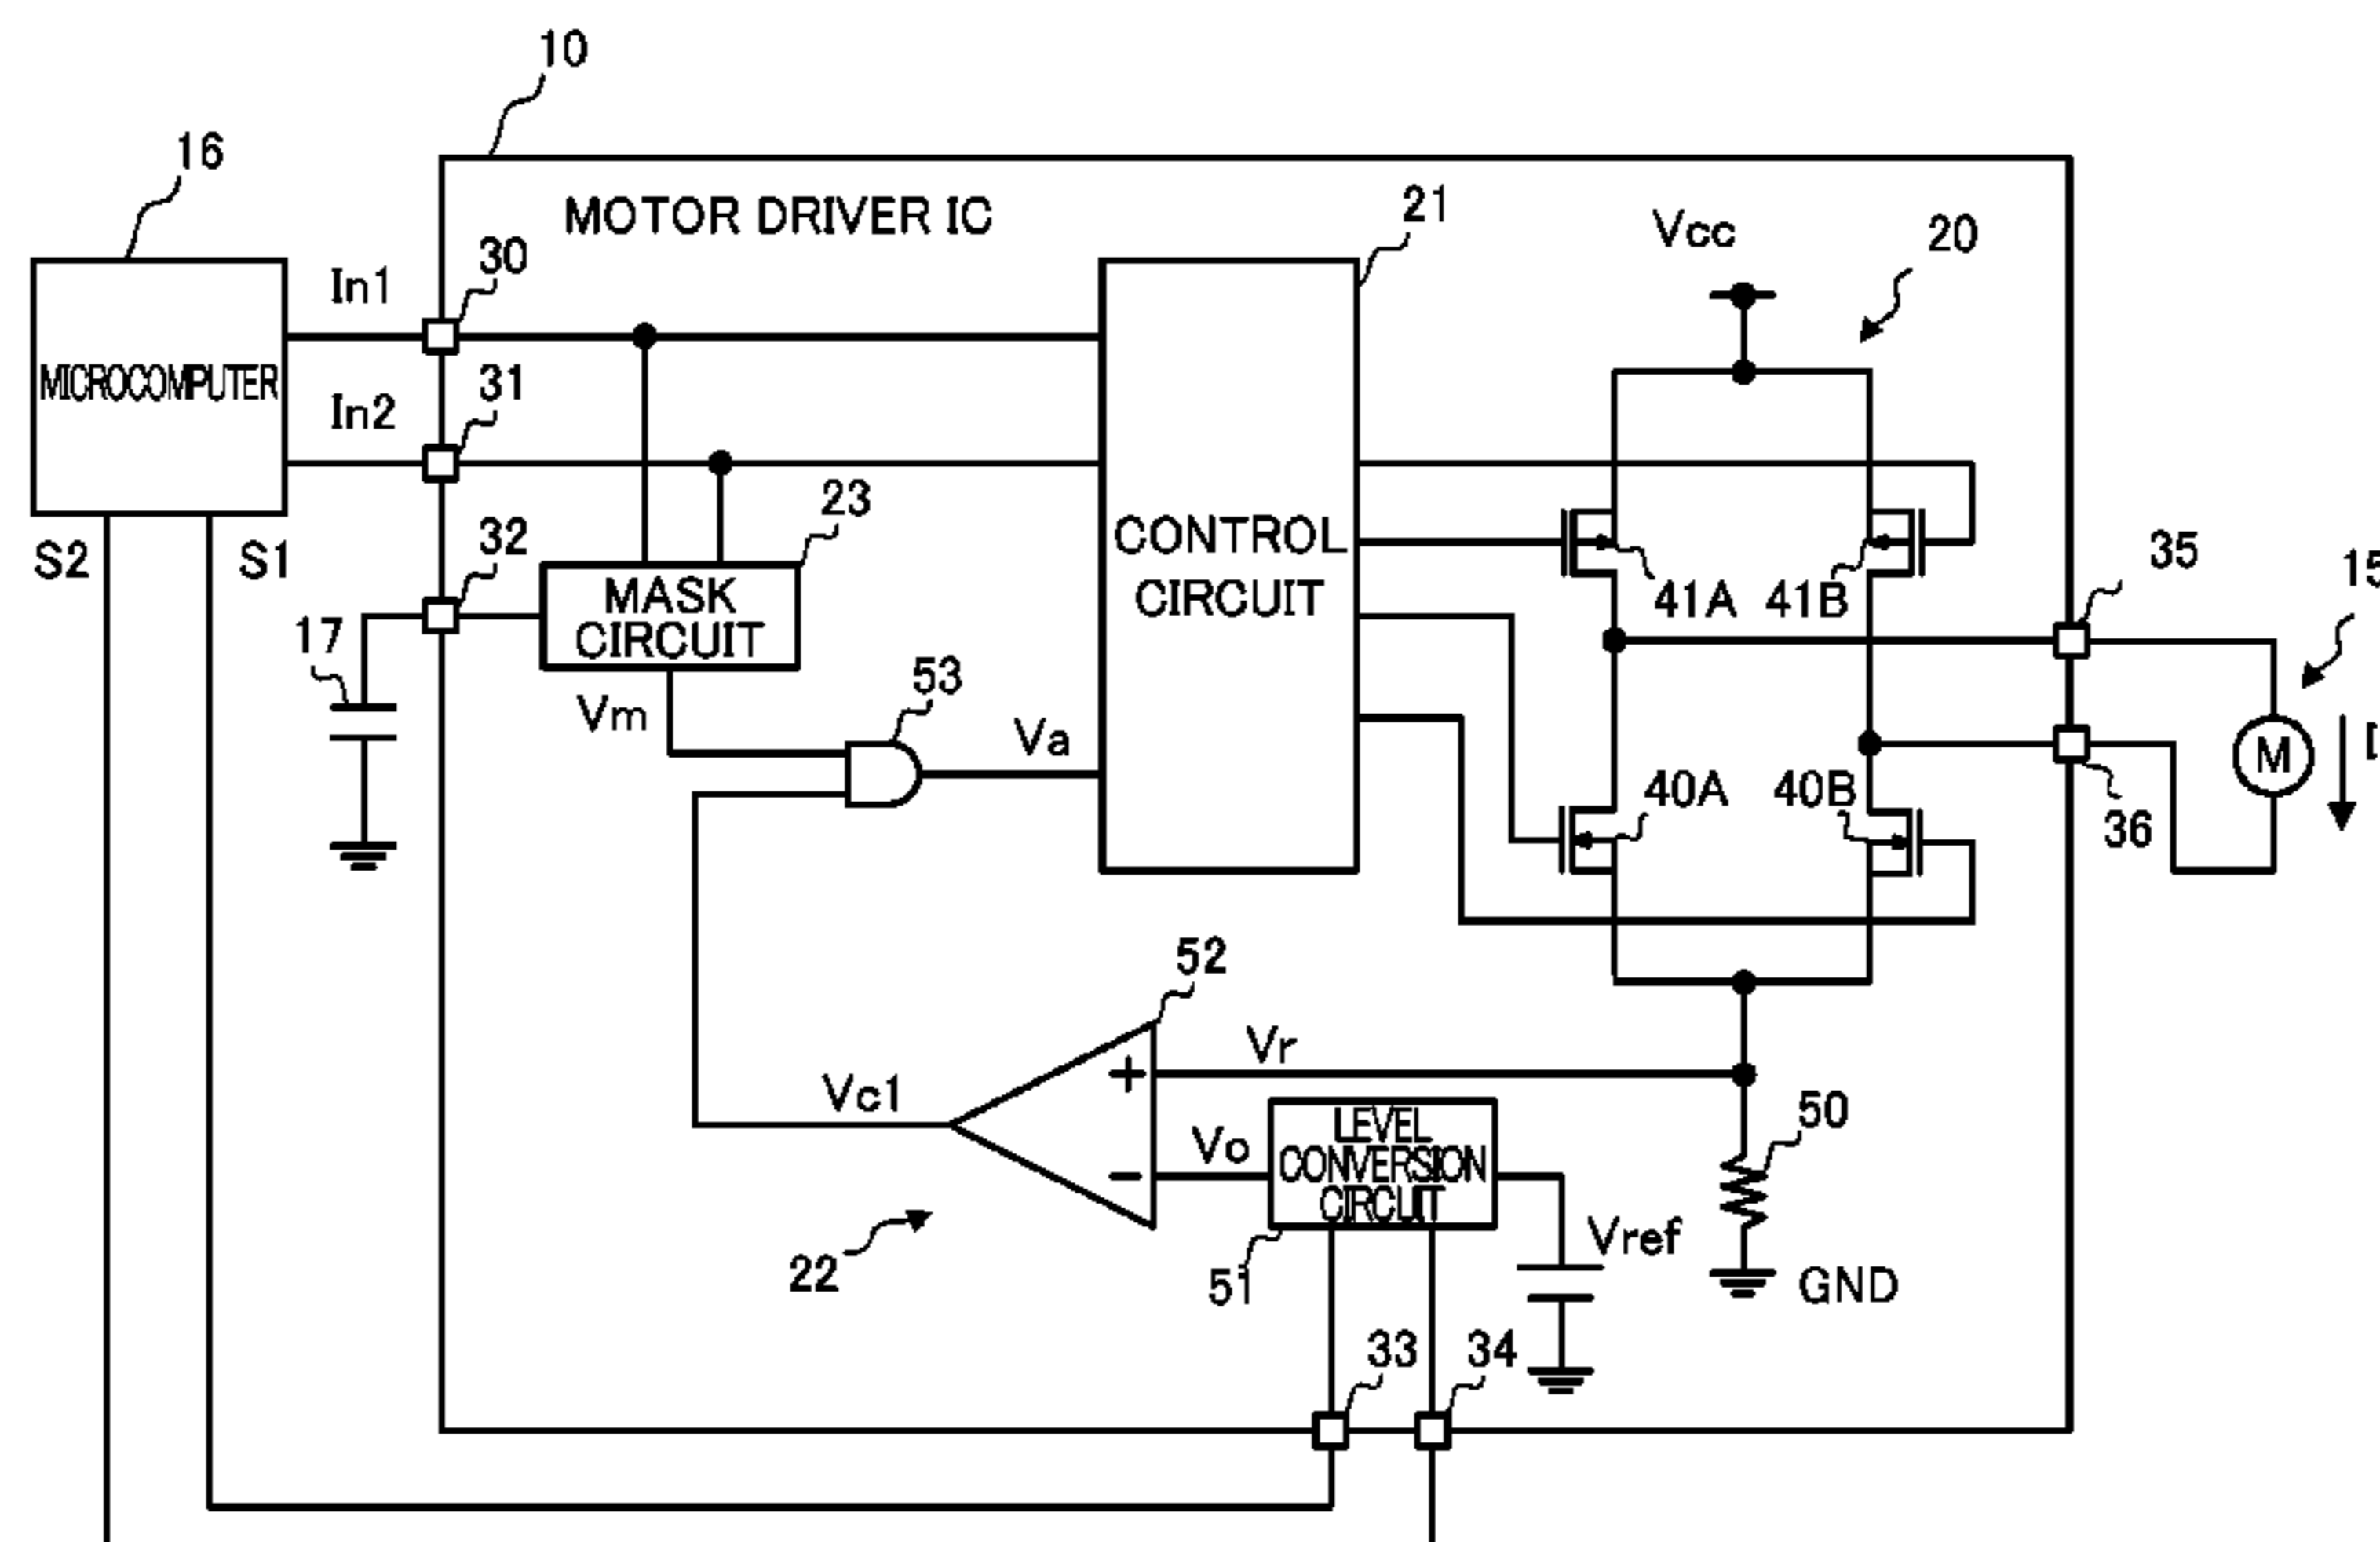 10
16
MOTOR DRIVER IC
21
Vcc
20
In1
30
MICROCOMPUTER
In2
31
S2
S1
32
23
CONTROL
CIRCUIT
41A
41B
35
MASK
CIRCUIT
17
Vm
53
Va
M
36
40A
40B
52
Vc1
+
Vr
−
Vo
LEVEL
CONVERSION
CIRCUIT
50
22
51
Vref
GND
33
34